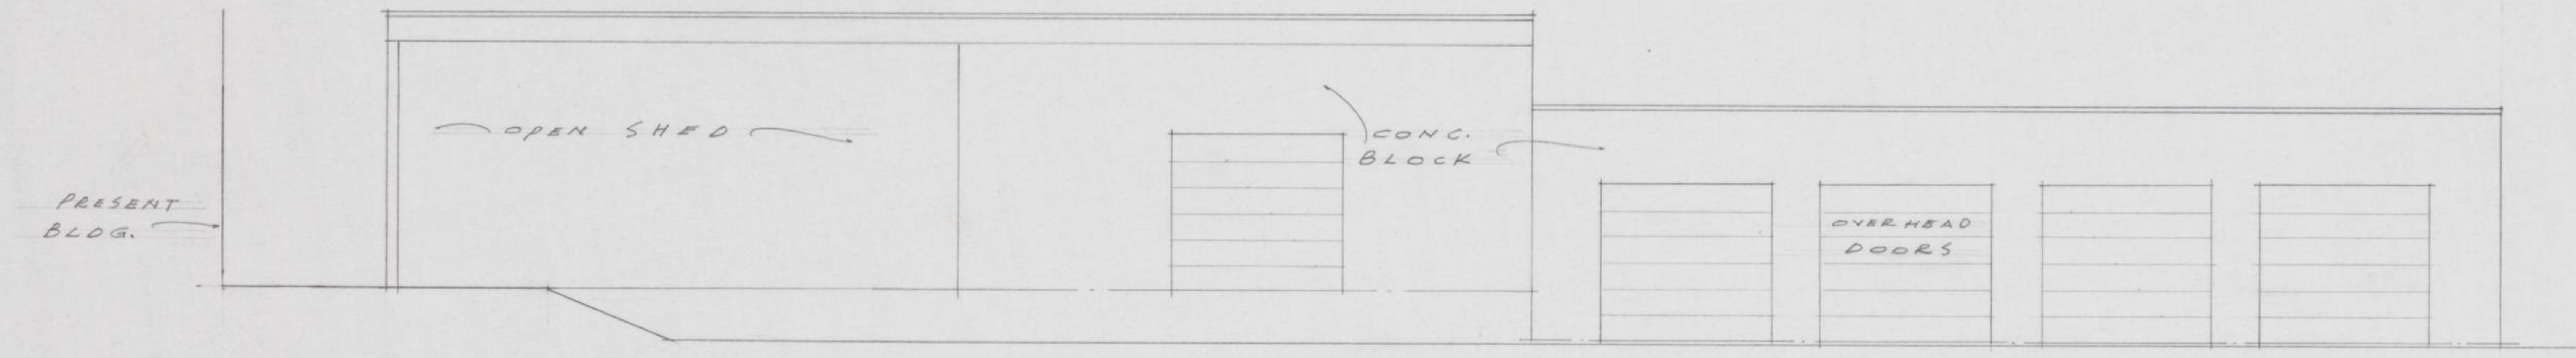 PRESENT
BLDG.
OPEN SHED
CONC.
BLOCK
OVERHEAD
DOORS